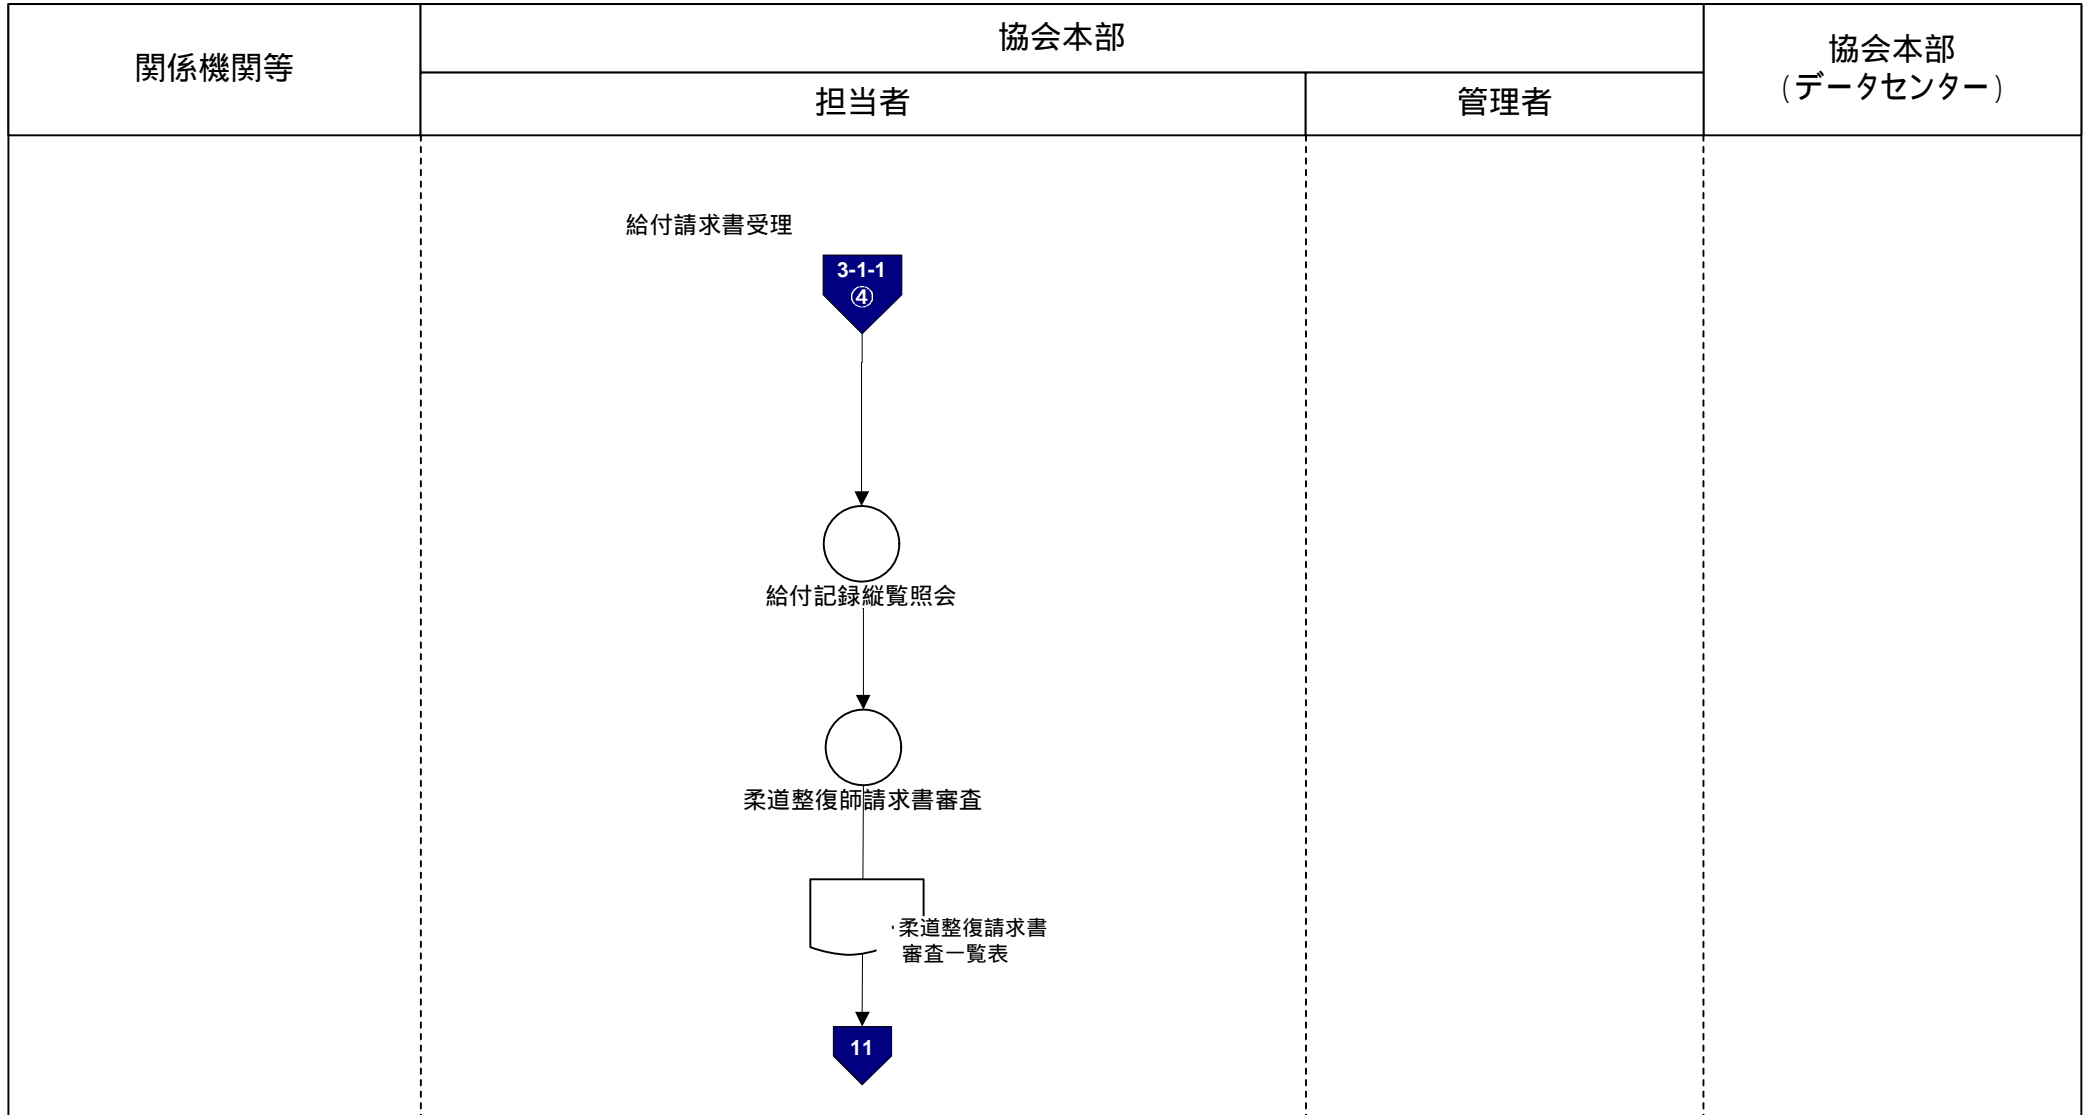 関係機関等
協会本部
担当者
管理者
協会本部
(データセンター)
給付請求書受理
3-1-1
④
給付記録縦覧照会
柔道整復師請求書審査
・柔道整復請求書
審査一覧表
11